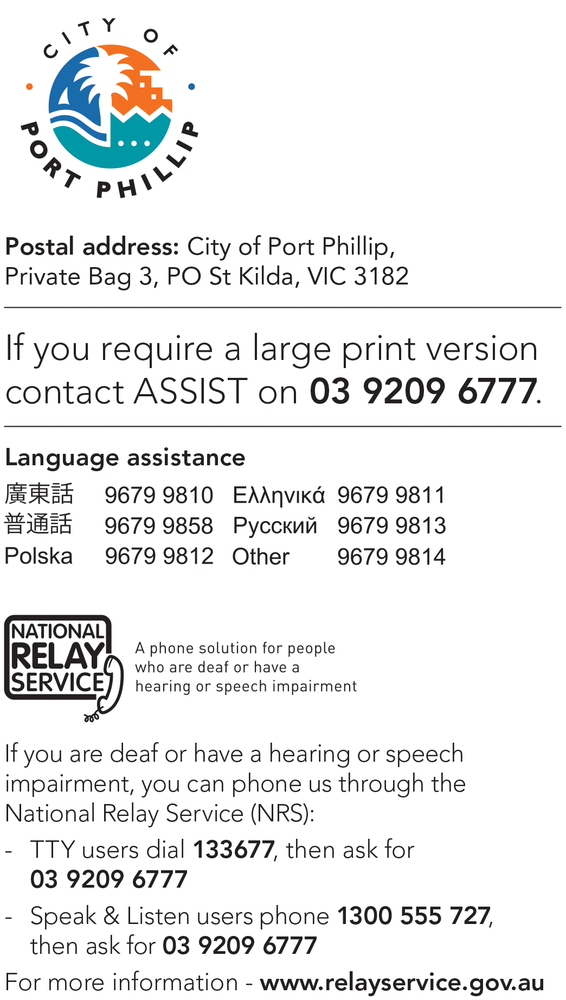 CITY OF
PORT PHILLIP
Postal address: City of Port Phillip,
Private Bag 3, PO St Kilda, VIC 3182
If you require a large print version
contact ASSIST on 03 9209 6777.
Language assistance
廣東話 9679 9810 Ελληνικά 9679 9811
普通話 9679 9858 Русский 9679 9813
Polska 9679 9812 Other 9679 9814
NATIONAL
RELAY
SERVICE
A phone solution for people
who are deaf or have a
hearing or speech impairment
If you are deaf or have a hearing or speech
impairment, you can phone us through the
National Relay Service (NRS):
- TTY users dial 133677, then ask for
03 9209 6777
- Speak & Listen users phone 1300 555 727,
then ask for 03 9209 6777
For more information - www.relayservice.gov.au